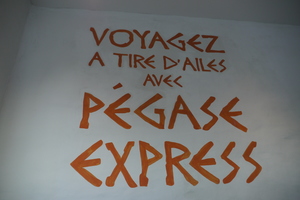 VOYAGEZ
A TIRE D'AILES
AVEC
PÉGASE
EXPRESS